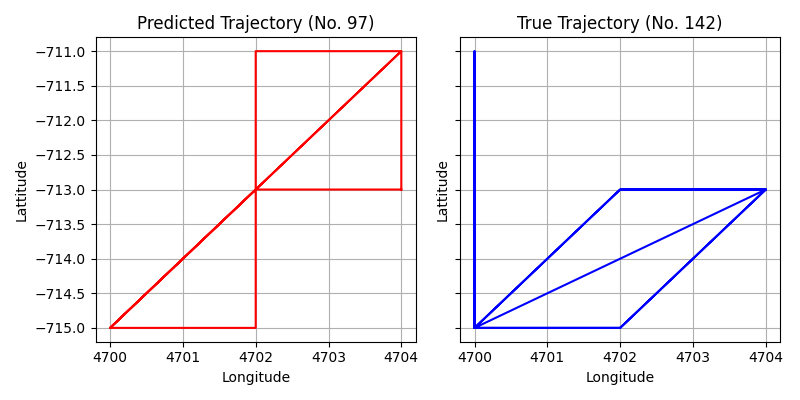 Predicted Trajectory (No. 97)
True Trajectory (No. 142)
−711.0
−711.5
−712.0
−712.5
−713.0
−713.5
−714.0
−714.5
−715.0
Lattitude
Lattitude
4700 4701 4702 4703 4704
4700 4701 4702 4703 4704
Longitude
Longitude